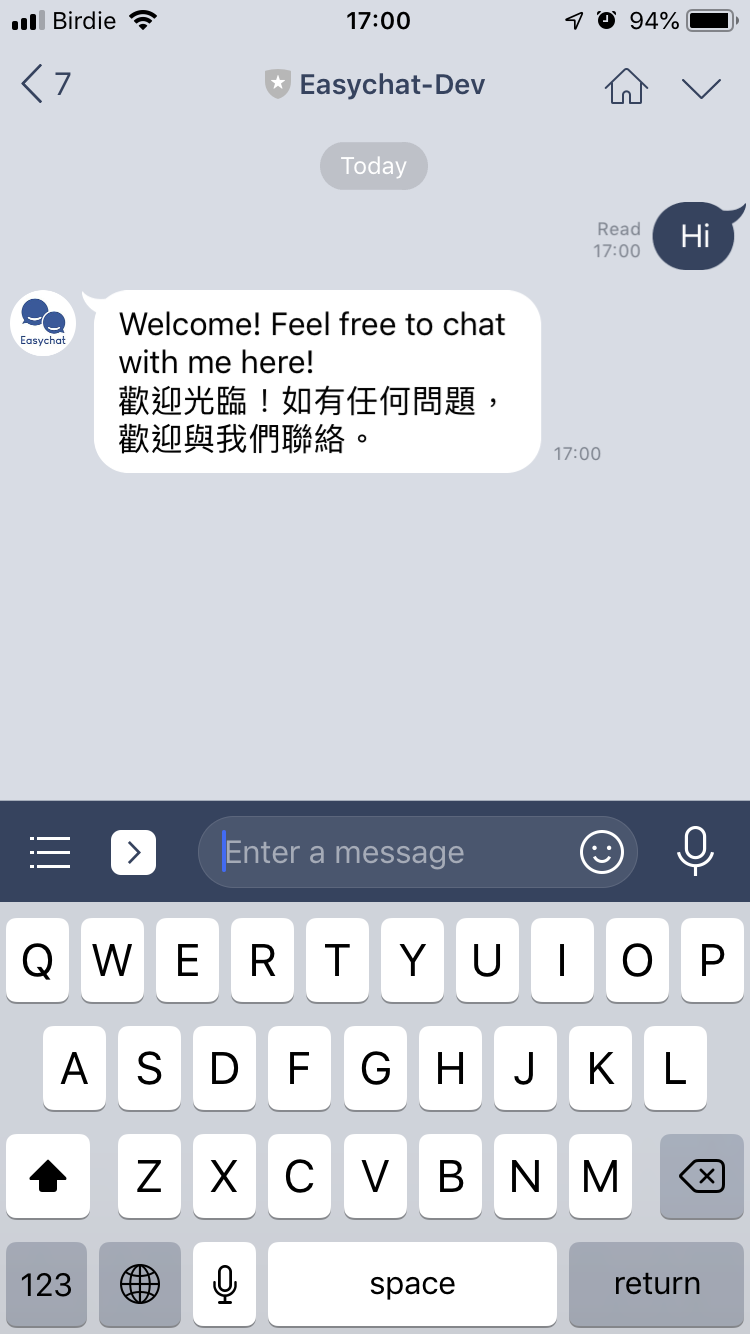 Birdie 17:00 94%
7 Easychat-Dev
Today
Read
17:00
Hi
Easychat
Welcome! Feel free to chat
with me here!
歡迎光臨！如有任何問題，
歡迎與我們聯絡。
17:00
Enter a message
Q W E R T Y U I O P
A S D F G H J K L
Z X C V B N M
123 space return